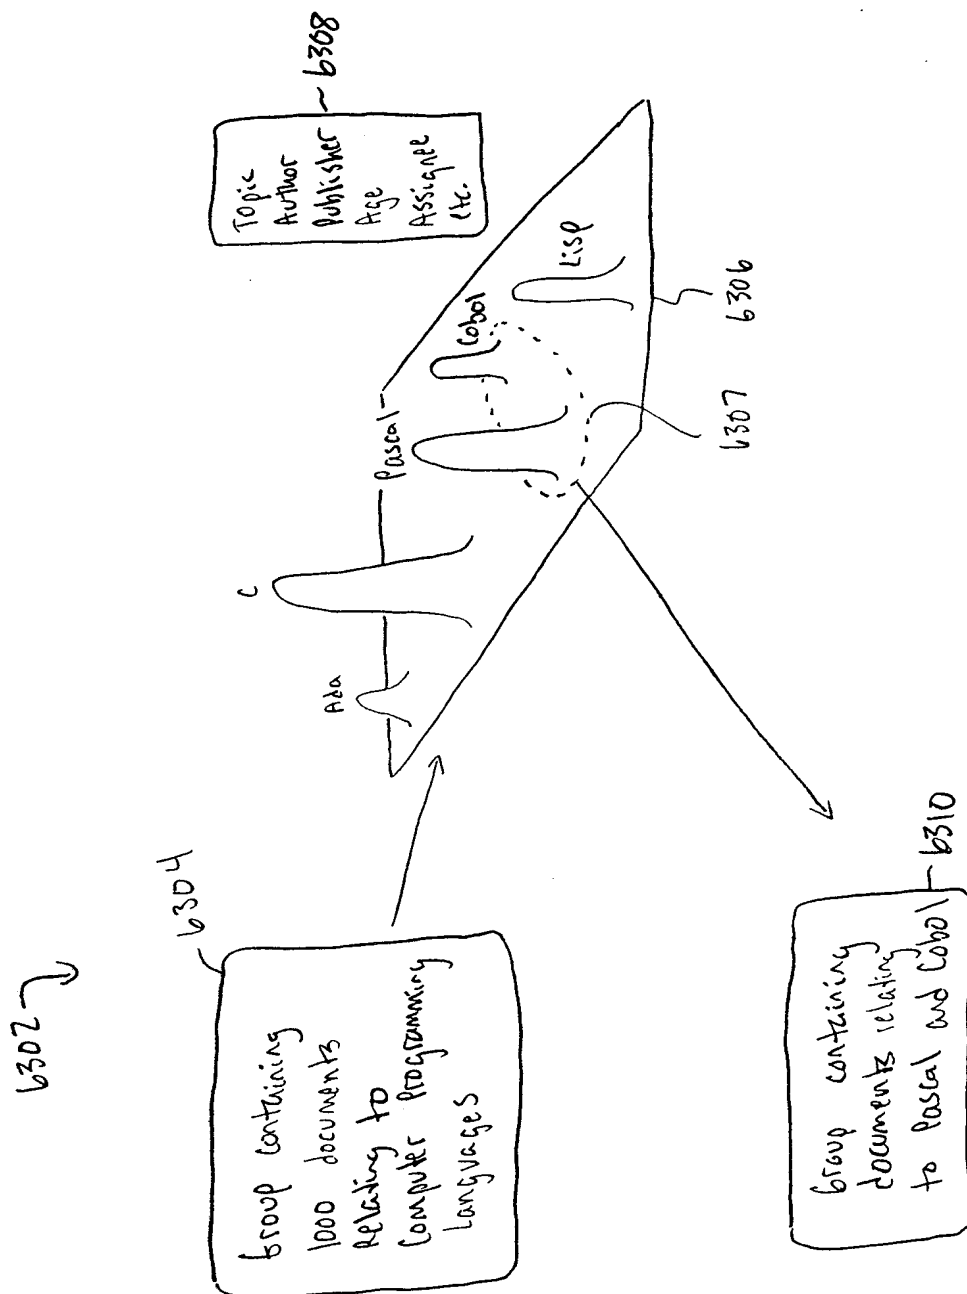 6302
6304
Group containing
1000 documents
Relating to
Computer Programming
Languages
Ada
C
Pascal
Cobol
Lisp
6308
Topic
Author
Publisher
Age
Assignee
etc.
6306
6307
Group containing
documents relating
to Pascal and Cobol
6310